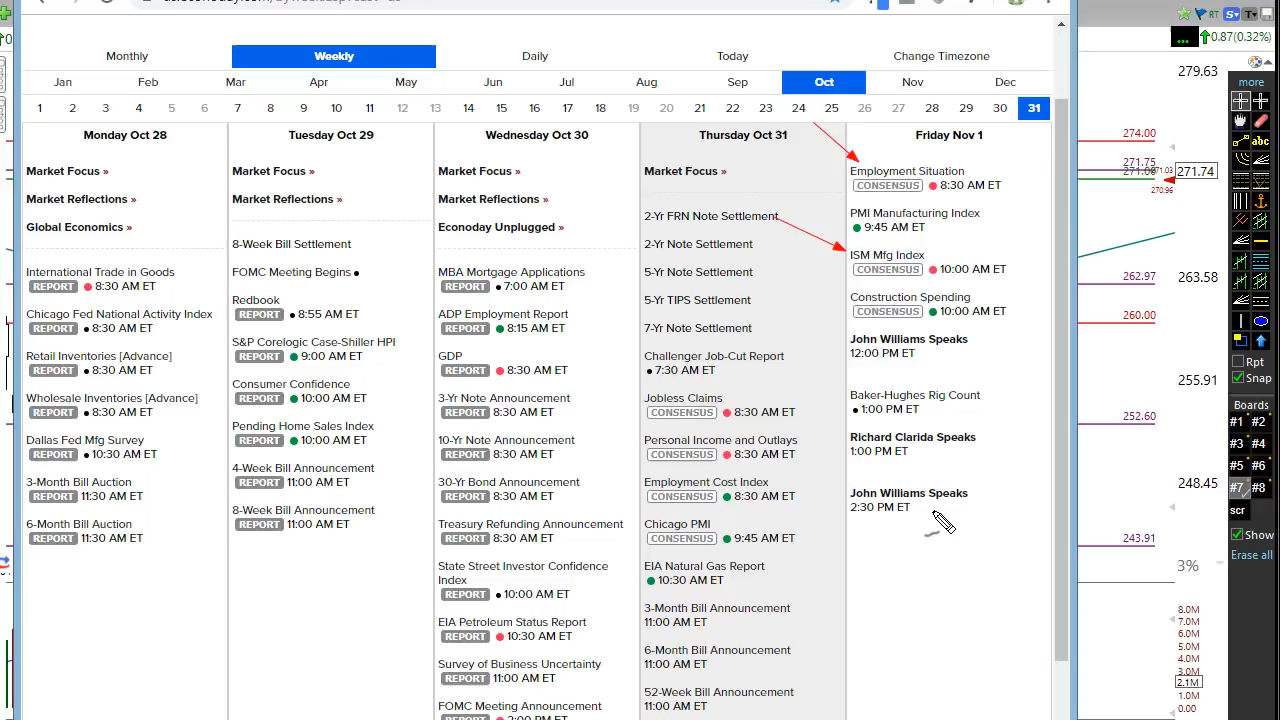 Monthly Weekly Daily Today Change Timezone
Jan Feb Mar Apr May Jun Jul Aug Sep Oct Nov Dec
1 2 3 4 5 6 7 8 9 10 11 12 13 14 15 16 17 18 19 20 21 22 23 24 25 26 27 28 29 30 31
Monday Oct 28
Market Focus »
Market Reflections »
Global Economics »
International Trade in Goods
REPORT 8:30 AM ET
Chicago Fed National Activity Index
REPORT 8:30 AM ET
Retail Inventories [Advance]
REPORT 8:30 AM ET
Wholesale Inventories [Advance]
REPORT 8:30 AM ET
Dallas Fed Mfg Survey
REPORT 10:30 AM ET
3-Month Bill Auction
REPORT 11:30 AM ET
6-Month Bill Auction
REPORT 11:30 AM ET
Tuesday Oct 29
Market Focus »
Market Reflections »
8-Week Bill Settlement
FOMC Meeting Begins
Redbook
REPORT 8:55 AM ET
S&P Corelogic Case-Shiller HPI
REPORT 9:00 AM ET
Consumer Confidence
REPORT 10:00 AM ET
Pending Home Sales Index
REPORT 10:00 AM ET
4-Week Bill Announcement
REPORT 11:00 AM ET
8-Week Bill Announcement
REPORT 11:00 AM ET
Wednesday Oct 30
Market Focus »
Market Reflections »
Econoday Unplugged »
MBA Mortgage Applications
REPORT 7:00 AM ET
ADP Employment Report
REPORT 8:15 AM ET
GDP
REPORT 8:30 AM ET
3-Yr Note Announcement
REPORT 8:30 AM ET
10-Yr Note Announcement
REPORT 8:30 AM ET
30-Yr Bond Announcement
REPORT 8:30 AM ET
Treasury Refunding Announcement
REPORT 8:30 AM ET
State Street Investor Confidence
Index
REPORT 10:00 AM ET
EIA Petroleum Status Report
REPORT 10:30 AM ET
Survey of Business Uncertainty
REPORT 11:00 AM ET
FOMC Meeting Announcement
REPORT 2:00 PM ET
Thursday Oct 31
Market Focus »
2-Yr FRN Note Settlement
2-Yr Note Settlement
5-Yr Note Settlement
5-Yr TIPS Settlement
7-Yr Note Settlement
Challenger Job-Cut Report
7:30 AM ET
Jobless Claims
CONSENSUS 8:30 AM ET
Personal Income and Outlays
CONSENSUS 8:30 AM ET
Employment Cost Index
CONSENSUS 8:30 AM ET
Chicago PMI
CONSENSUS 9:45 AM ET
EIA Natural Gas Report
10:30 AM ET
3-Month Bill Announcement
11:00 AM ET
6-Month Bill Announcement
11:00 AM ET
52-Week Bill Announcement
11:00 AM ET
Friday Nov 1
Employment Situation
CONSENSUS 8:30 AM ET
PMI Manufacturing Index
9:45 AM ET
ISM Mfg Index
CONSENSUS 10:00 AM ET
Construction Spending
CONSENSUS 10:00 AM ET
John Williams Speaks
12:00 PM ET
Baker-Hughes Rig Count
1:00 PM ET
Richard Clarida Speaks
1:00 PM ET
John Williams Speaks
2:30 PM ET
RT S T
... 0.87(0.32%)
279.63
274.00
271.75
271.03
271.74
270.96
262.97
263.58
260.00
255.91
252.60
248.45
243.91
3%
8.0M
7.0M
6.0M
5.0M
4.0M
3.0M
2.1M
1.0M
0.00
more
abc
Rpt
Snap
Boards
#1 #2
#3 #4
#5 #6
#7 #8
scr
Show
Erase all